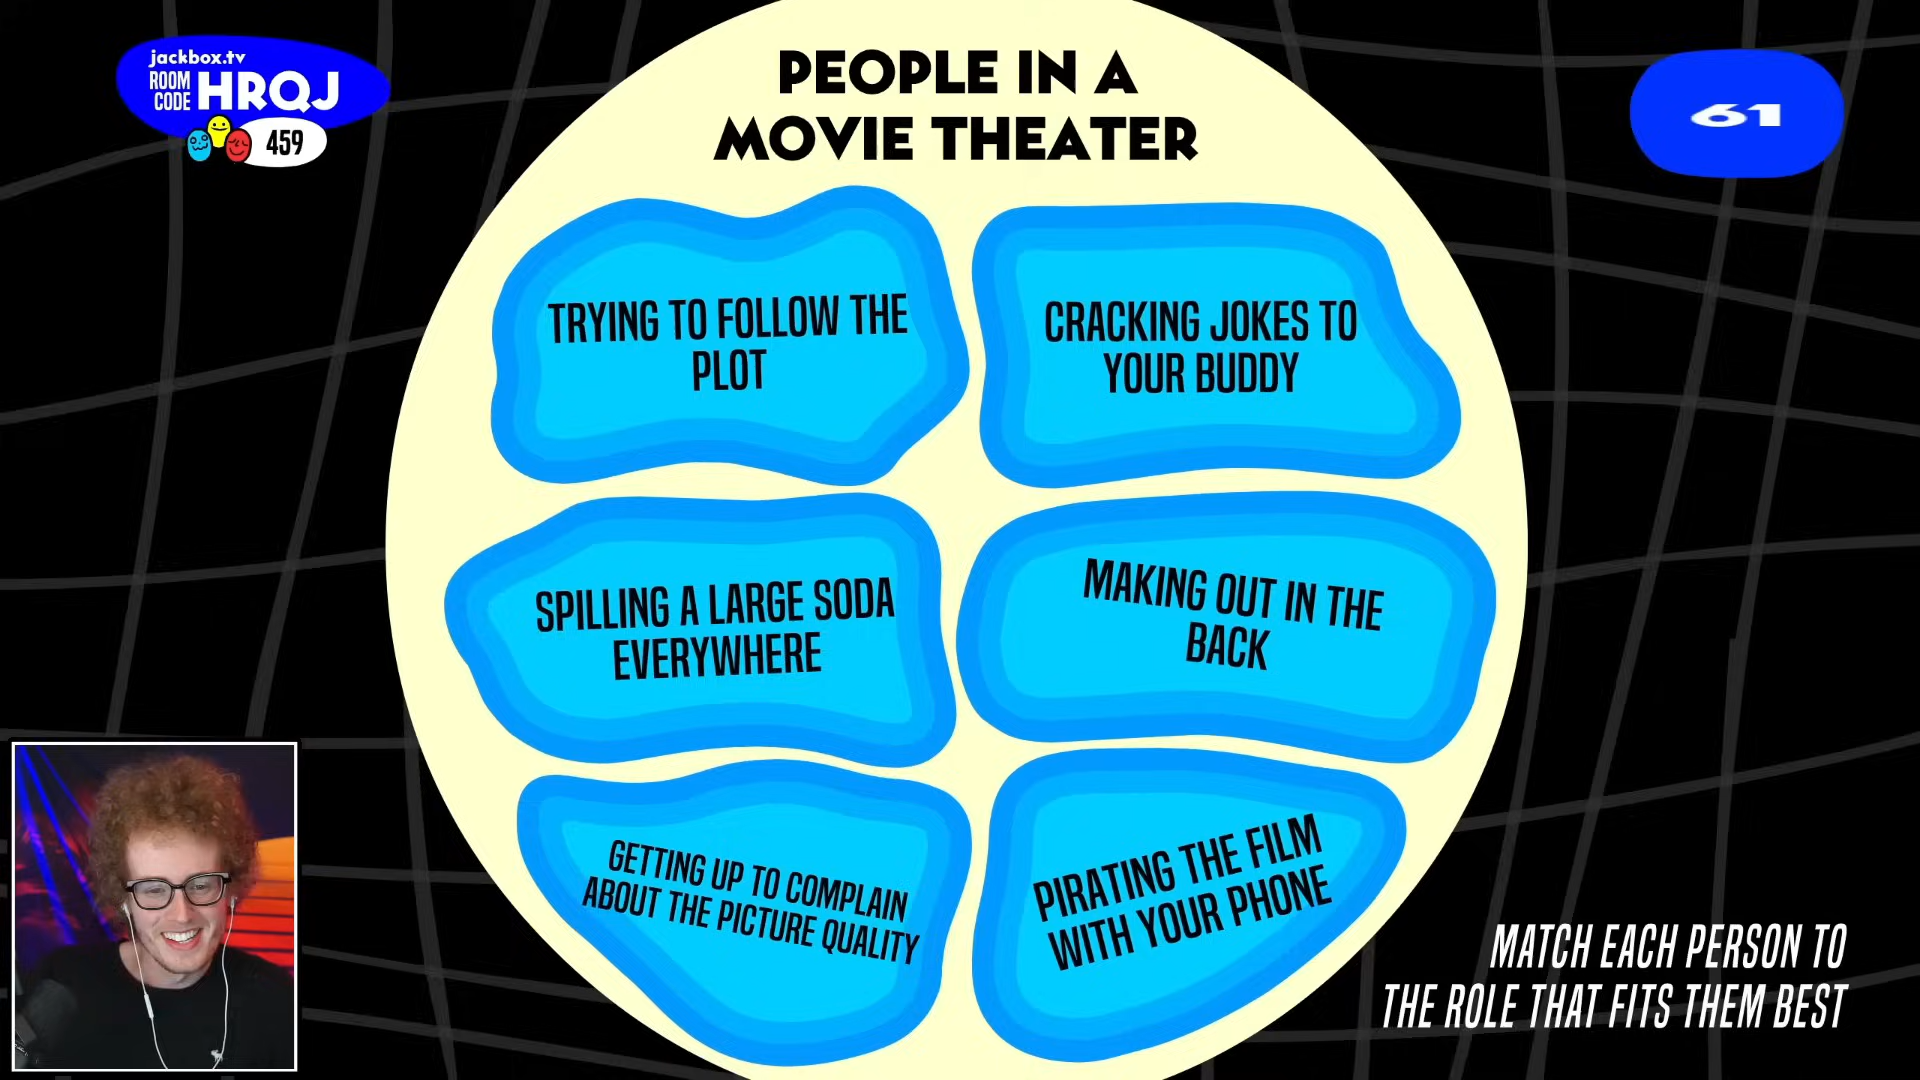 jackbox.tv
ROOM
CODE
HRQJ
459
61
PEOPLE IN A
MOVIE THEATER
TRYING TO FOLLOW THE
PLOT
CRACKING JOKES TO
YOUR BUDDY
SPILLING A LARGE SODA
EVERYWHERE
MAKING OUT IN THE
BACK
GETTING UP TO COMPLAIN
ABOUT THE PICTURE QUALITY
PIRATING THE FILM
WITH YOUR PHONE
MATCH EACH PERSON TO
THE ROLE THAT FITS THEM BEST